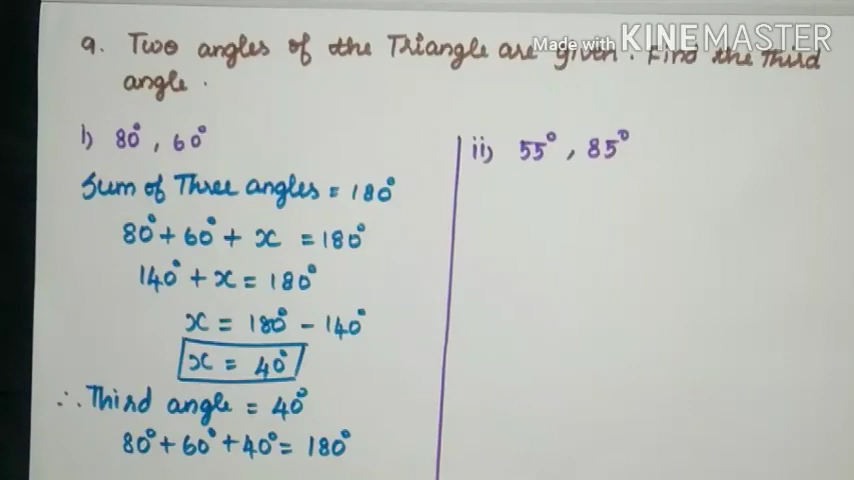 9. Two angles of the Triangle are given. Find the Third
angle.
Made with KINEMASTER
i) 80°, 60°
Sum of Three angles = 180°
80° + 60° + x = 180°
140° + x = 180°
x = 180° - 140°
x = 40°
∴ Third angle = 40°
80° + 60° + 40° = 180°
ii) 55°, 85°